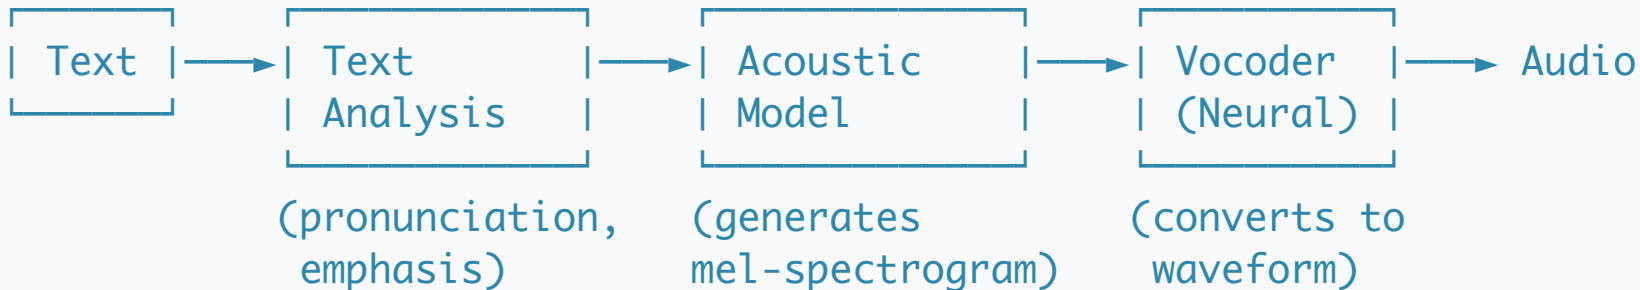 Text Text Acoustic Vocoder Audio
Analysis Model (Neural)
(pronunciation, (generates (converts to
emphasis) mel-spectrogram) waveform)